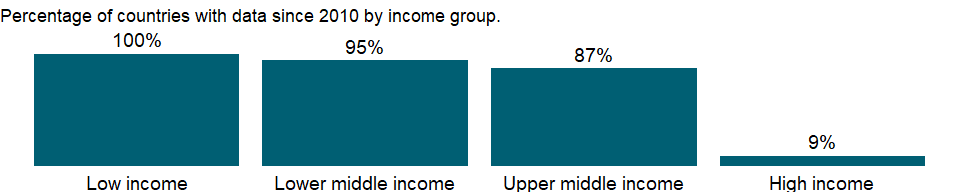 Percentage of countries with data since 2010 by income group.
100%
95%
87%
9%
Low income
Lower middle income
Upper middle income
High income